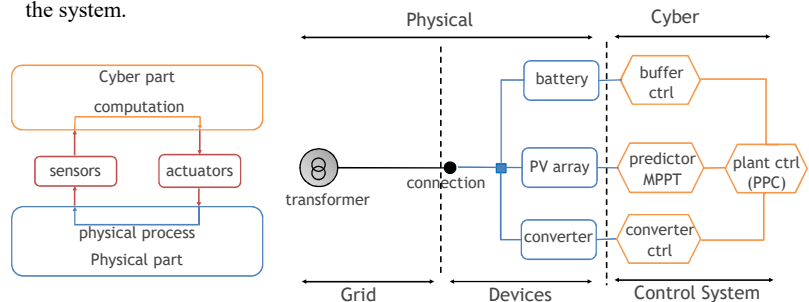 the system.
Cyber part
computation
sensors
actuators
physical process
Physical part
Physical
Cyber
battery
buffer
ctrl
transformer
connection
PV array
predictor
MPPT
plant ctrl
(PPC)
converter
converter
ctrl
Grid
Devices
Control System